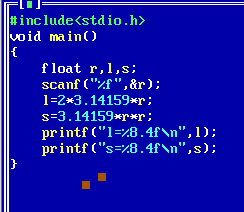 #include<stdio.h>
void main()
{
    float r,l,s;
    scanf("%f",&r);
    l=2*3.14159*r;
    s=3.14159*r*r;
    printf("l=%8.4f\n",l);
    printf("s=%8.4f\n",s);
}